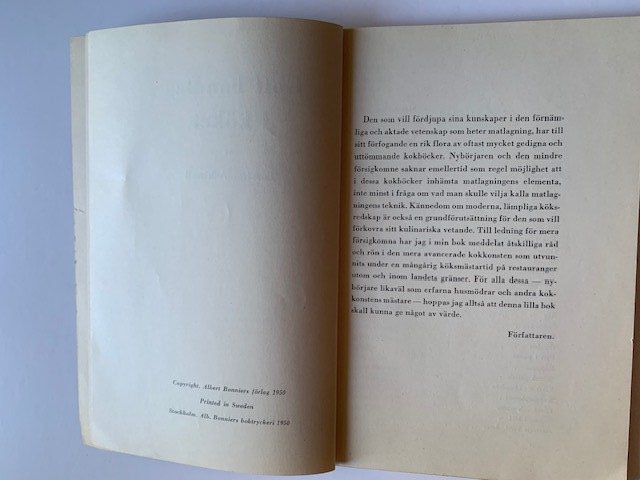 Copyright. Albert Bonniers förlag 1950
Printed in Sweden
Stockholm. Alb. Bonniers boktryckeri 1950
Den som vill fördjupa sina kunskaper i den förnäm-
liga och aktade vetenskap som heter matlagning, har till
sitt förfogande en rik flora av oftast mycket gedigna och
uttömmande kokböcker. Nybörjaren och den mindre
försigkomne saknar emellertid som regel möjlighet att
i dessa kokböcker inhämta matlagningens elementa,
inte minst i fråga om vad man skulle vilja kalla matlag-
ningens teknik. Kännedom om moderna, lämpliga köks-
redskap är också en grundförutsättning för den som vill
förkovra sitt kulinariska vetande. Till ledning för mera
försigkomna har jag i min bok meddelat åtskilliga råd
och rön i den mera avancerade kokkonsten som utvun-
nits under en mångårig köksmästartid på restauranger
utom och inom landets gränser. För alla dessa — ny-
börjare likaväl som erfarna husmödrar och andra kok-
konstens mästare — hoppas jag alltså att denna lilla bok
skall kunna ge något av värde.
Författaren.